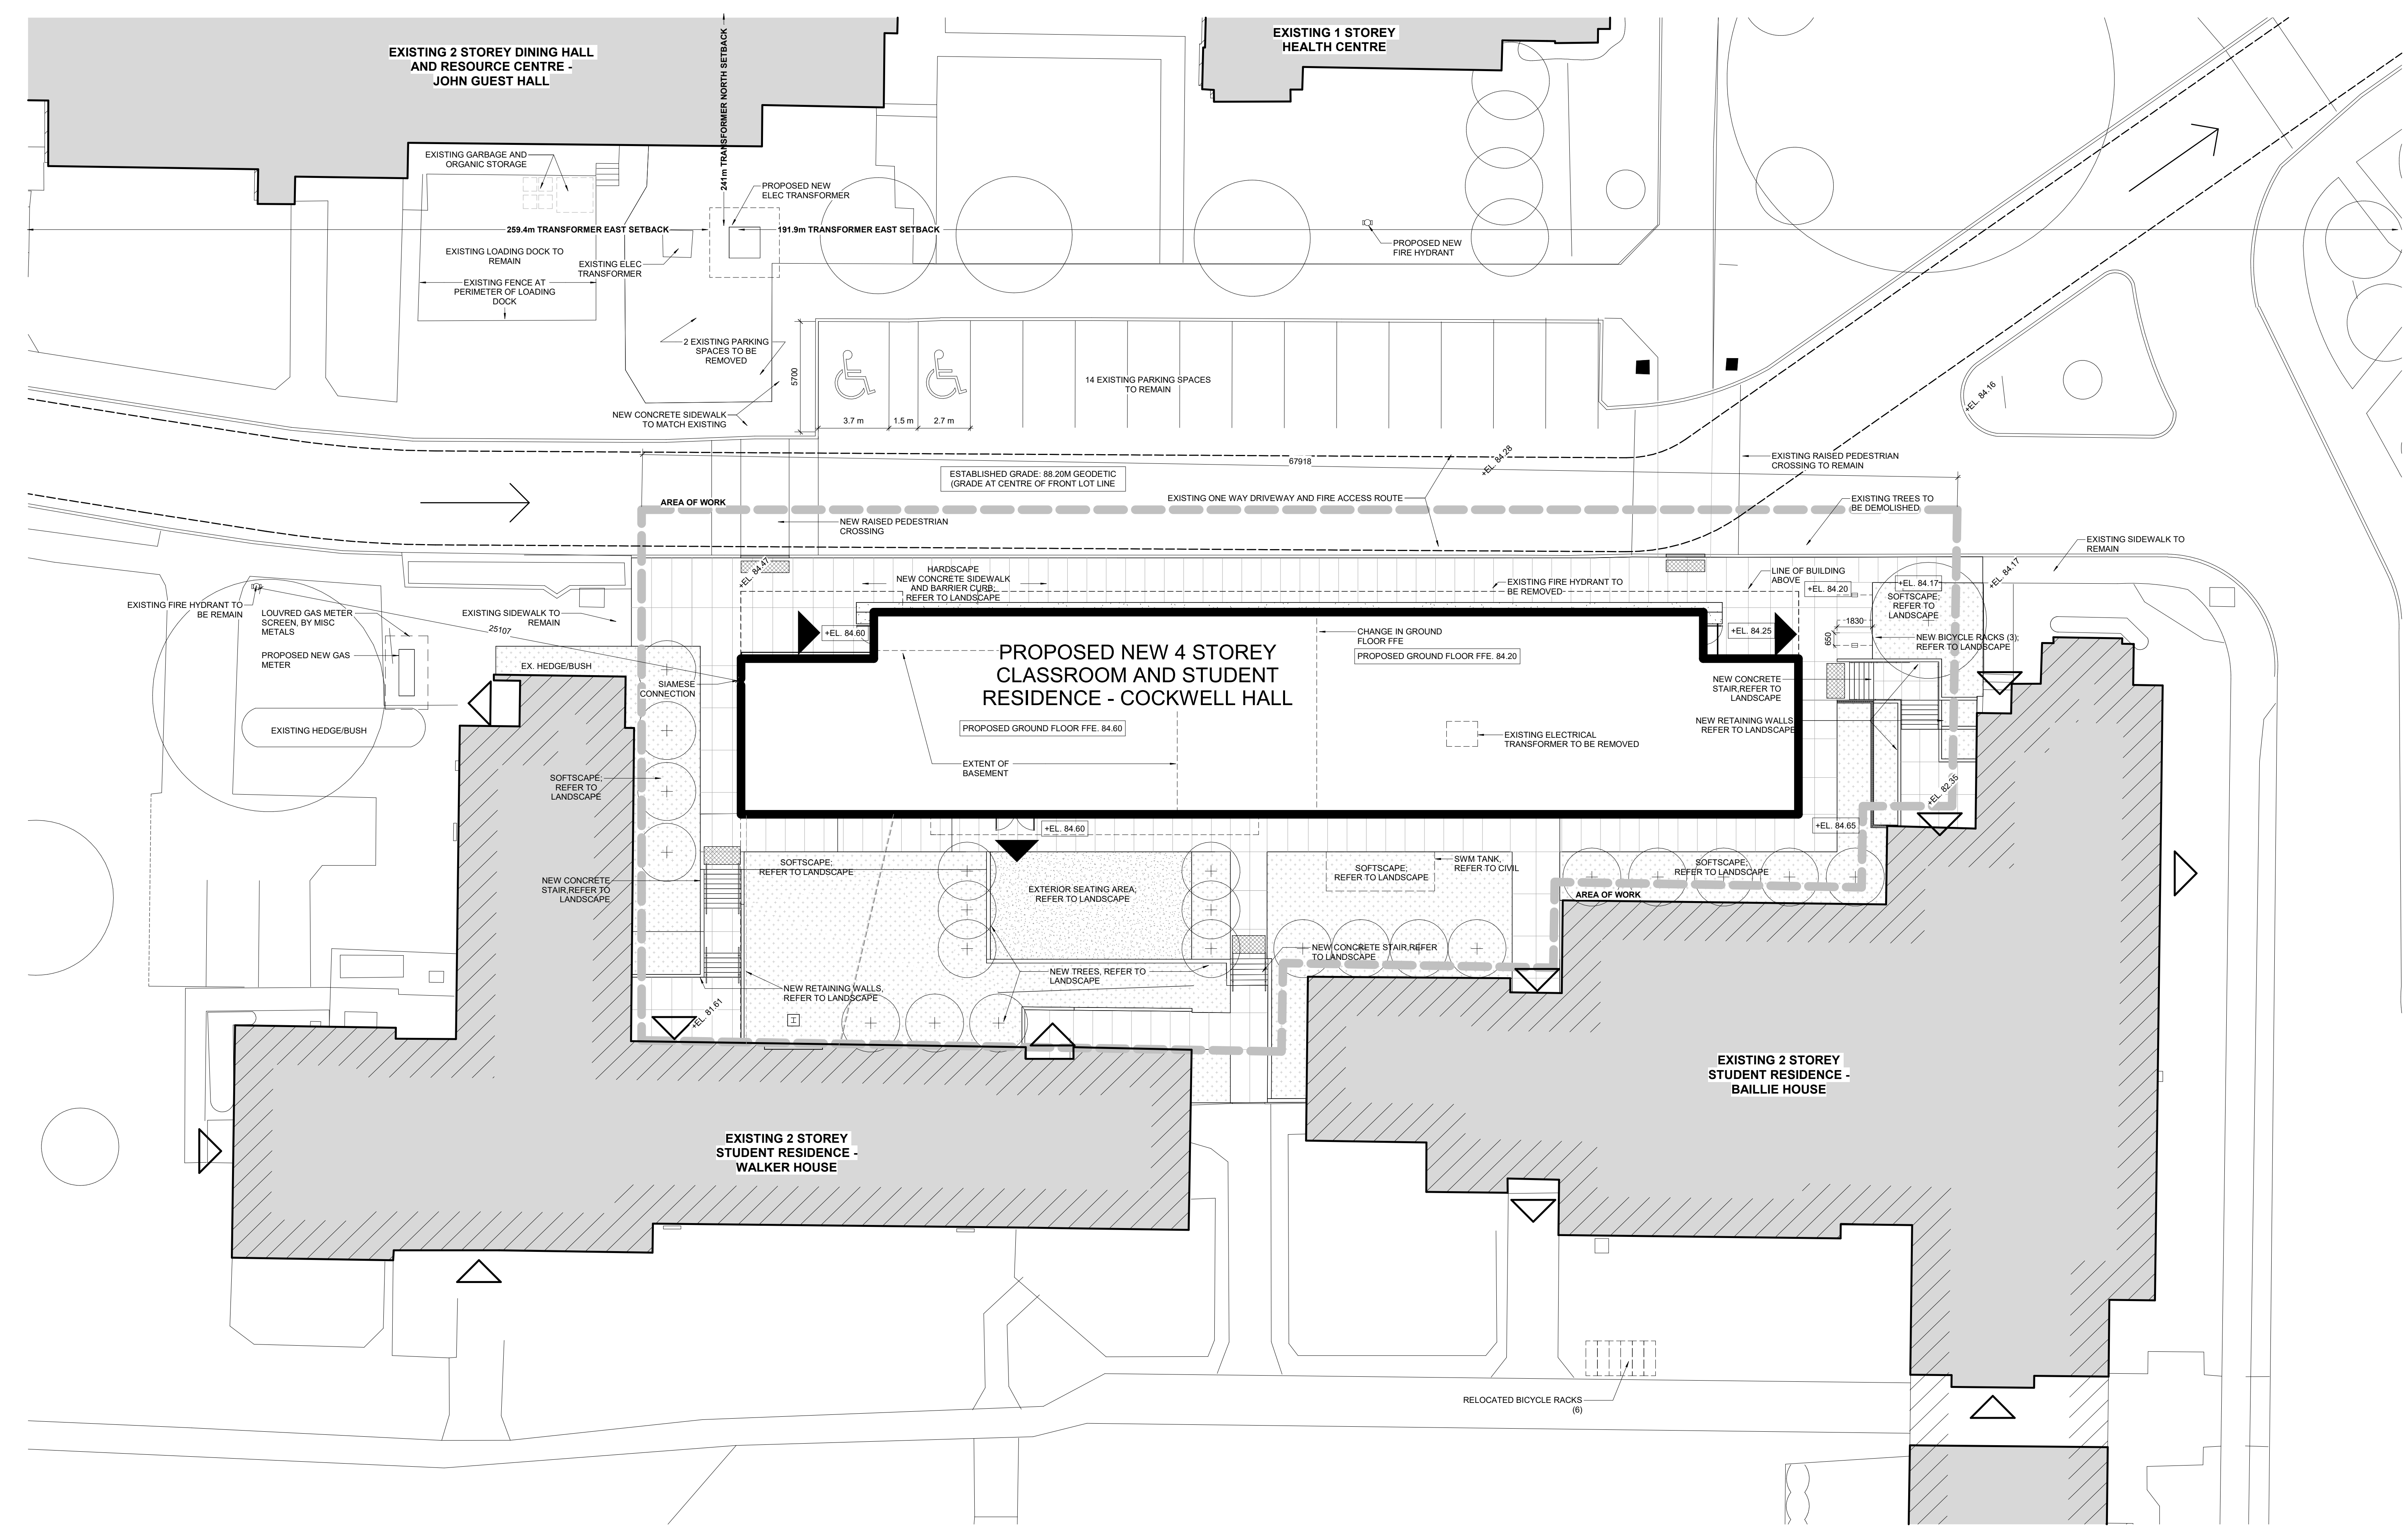 EXISTING 2 STOREY DINING HALL
AND RESOURCE CENTRE -
JOHN GUEST HALL
241m TRANSFORMER NORTH SETBACK
EXISTING 1 STOREY
HEALTH CENTRE
EXISTING GARBAGE AND
ORGANIC STORAGE
PROPOSED NEW
ELEC TRANSFORMER
259.4m TRANSFORMER EAST SETBACK
191.9m TRANSFORMER EAST SETBACK
EXISTING LOADING DOCK TO
REMAIN
EXISTING ELEC
TRANSFORMER
EXISTING FENCE AT
PERIMETER OF LOADING
DOCK
PROPOSED NEW
FIRE HYDRANT
2 EXISTING PARKING
SPACES TO BE
REMOVED
5700
14 EXISTING PARKING SPACES
TO REMAIN
NEW CONCRETE SIDEWALK
TO MATCH EXISTING
3.7 m
1.5 m
2.7 m
+EL. 84.16
+EL. 84.28
67918
EXISTING RAISED PEDESTRIAN
CROSSING TO REMAIN
ESTABLISHED GRADE: 88.20M GEODETIC
(GRADE AT CENTRE OF FRONT LOT LINE
AREA OF WORK
EXISTING ONE WAY DRIVEWAY AND FIRE ACCESS ROUTE
EXISTING TREES TO
BE DEMOLISHED
NEW RAISED PEDESTRIAN
CROSSING
EXISTING SIDEWALK TO
REMAIN
+EL. 84.47
HARDSCAPE
NEW CONCRETE SIDEWALK
AND BARRIER CURB;
REFER TO LANDSCAPE
EXISTING FIRE HYDRANT TO
BE REMOVED
LINE OF BUILDING
ABOVE
+EL. 84.20
+EL. 84.17
+EL. 84.17
SOFTSCAPE;
REFER TO
LANDSCAPE
EXISTING FIRE HYDRANT TO
BE REMAIN
LOUVRED GAS METER
SCREEN, BY MISC
METALS
EXISTING SIDEWALK TO
REMAIN
25107
PROPOSED NEW GAS
METER
EX. HEDGE/BUSH
+EL. 84.60
CHANGE IN GROUND
FLOOR FFE
PROPOSED GROUND FLOOR FFE. 84.20
+EL. 84.25
1830
650
NEW BICYCLE RACKS (3);
REFER TO LANDSCAPE
PROPOSED NEW 4 STOREY
CLASSROOM AND STUDENT
RESIDENCE - COCKWELL HALL
SIAMESE
CONNECTION
NEW CONCRETE
STAIR,REFER TO
LANDSCAPE
EXISTING HEDGE/BUSH
PROPOSED GROUND FLOOR FFE. 84.60
EXISTING ELECTRICAL
TRANSFORMER TO BE REMOVED
NEW RETAINING WALLS,
REFER TO LANDSCAPE
EXTENT OF
BASEMENT
SOFTSCAPE;
REFER TO
LANDSCAPE
+EL. 82.35
+EL. 84.60
+EL. 84.65
SOFTSCAPE;
REFER TO LANDSCAPE
SWM TANK,
REFER TO CIVIL
SOFTSCAPE;
REFER TO LANDSCAPE
SOFTSCAPE;
REFER TO LANDSCAPE
NEW CONCRETE
STAIR,REFER TO
LANDSCAPE
EXTERIOR SEATING AREA;
REFER TO LANDSCAPE
AREA OF WORK
NEW CONCRETE STAIR,REFER
TO LANDSCAPE
NEW TREES, REFER TO
LANDSCAPE
NEW RETAINING WALLS,
REFER TO LANDSCAPE
+EL. 81.61
EXISTING 2 STOREY
STUDENT RESIDENCE -
BAILLIE HOUSE
EXISTING 2 STOREY
STUDENT RESIDENCE -
WALKER HOUSE
RELOCATED BICYCLE RACKS
(6)